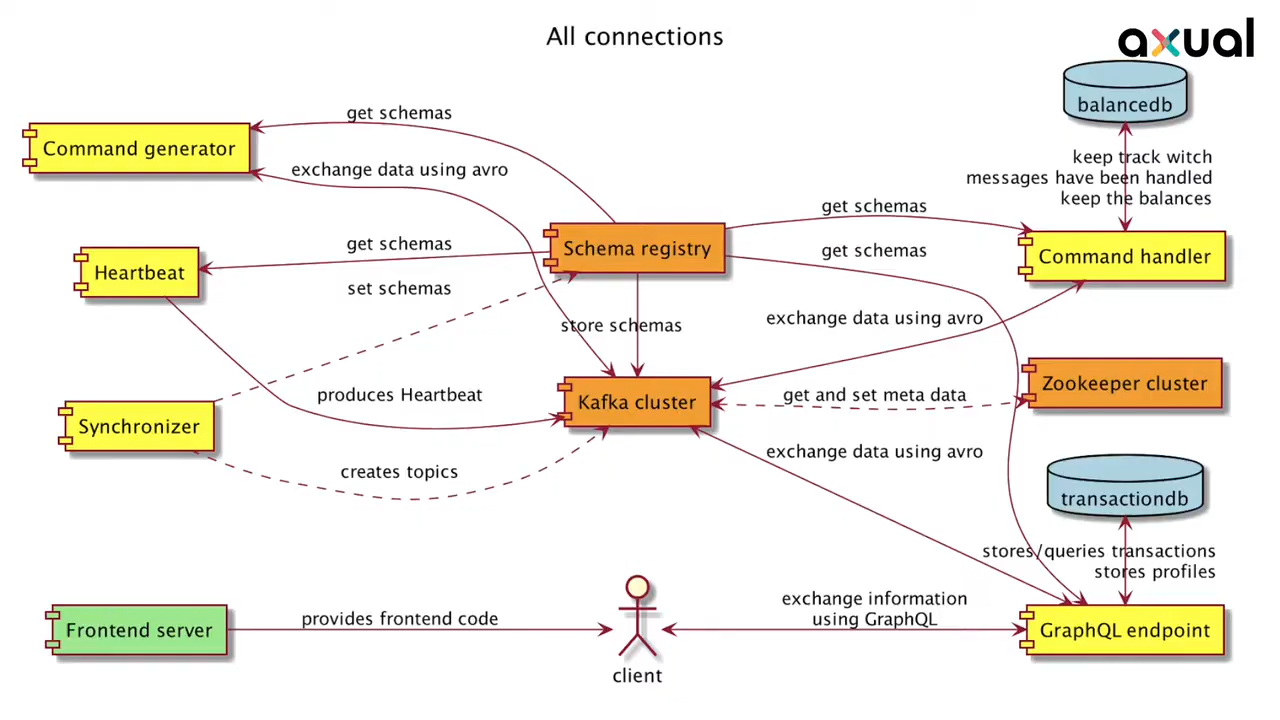 All connections
axual
balancedb
get schemas
Command generator
exchange data using avro
keep track witch
messages have been handled
keep the balances
get schemas
Schema registry
get schemas
get schemas
Command handler
Heartbeat
set schemas
store schemas
exchange data using avro
Zookeeper cluster
produces Heartbeat
Kafka cluster
get and set meta data
Synchronizer
exchange data using avro
creates topics
transactiondb
stores/queries transactions
stores profiles
exchange information
using GraphQL
provides frontend code
Frontend server
GraphQL endpoint
client